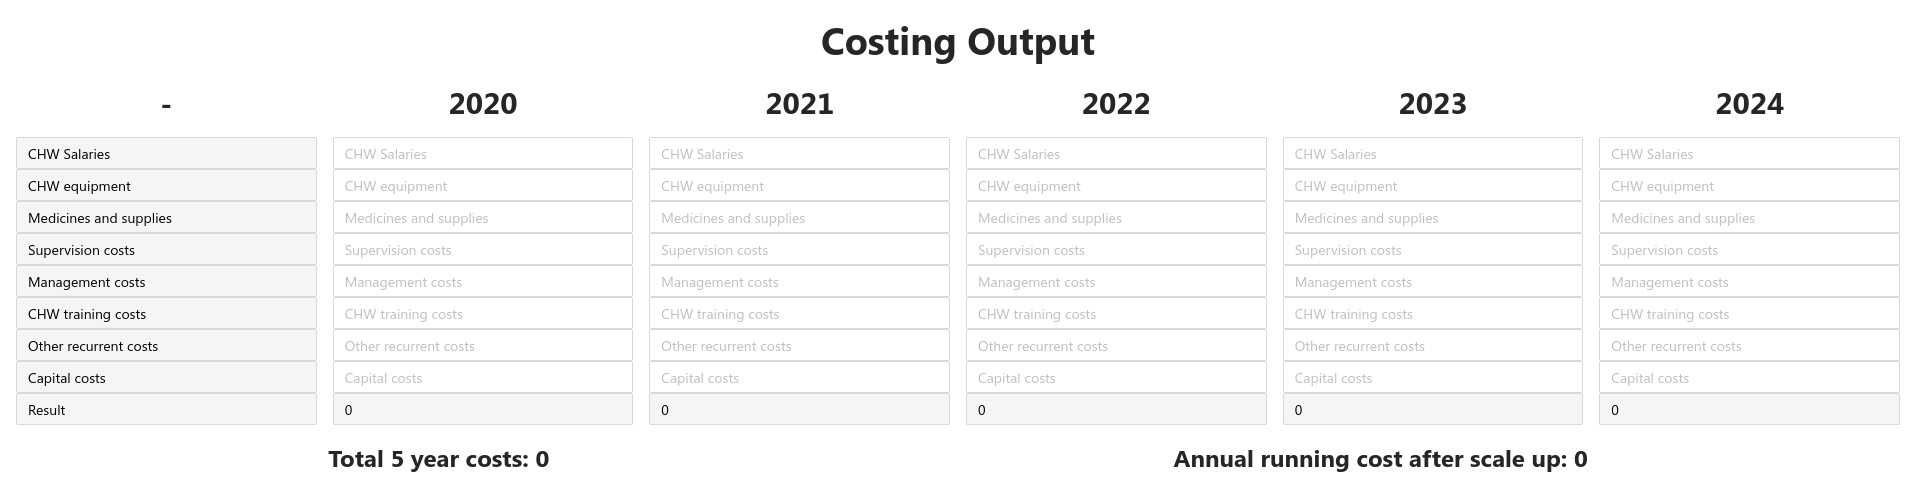 Costing Output
- 2020 2021 2022 2023 2024
CHW Salaries CHW Salaries CHW Salaries CHW Salaries CHW Salaries CHW Salaries
CHW equipment CHW equipment CHW equipment CHW equipment CHW equipment CHW equipment
Medicines and supplies Medicines and supplies Medicines and supplies Medicines and supplies Medicines and supplies Medicines and supplies
Supervision costs Supervision costs Supervision costs Supervision costs Supervision costs Supervision costs
Management costs Management costs Management costs Management costs Management costs Management costs
CHW training costs CHW training costs CHW training costs CHW training costs CHW training costs CHW training costs
Other recurrent costs Other recurrent costs Other recurrent costs Other recurrent costs Other recurrent costs Other recurrent costs
Capital costs Capital costs Capital costs Capital costs Capital costs Capital costs
Result 0 0 0 0 0
Total 5 year costs: 0 Annual running cost after scale up: 0